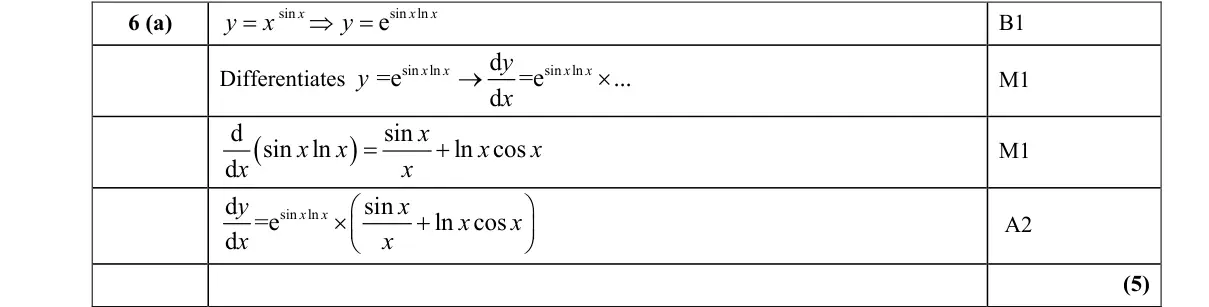 6 (a) y = x^{sin x} ⇒ y = e^{sin x ln x} B1
Differentiates y =e^{sin x ln x} → dy/dx =e^{sin x ln x} ×... M1
d/dx (sin x ln x) = sin x/x + ln x cos x M1
dy/dx =e^{sin x ln x} × (sin x/x + ln x cos x) A2
(5)